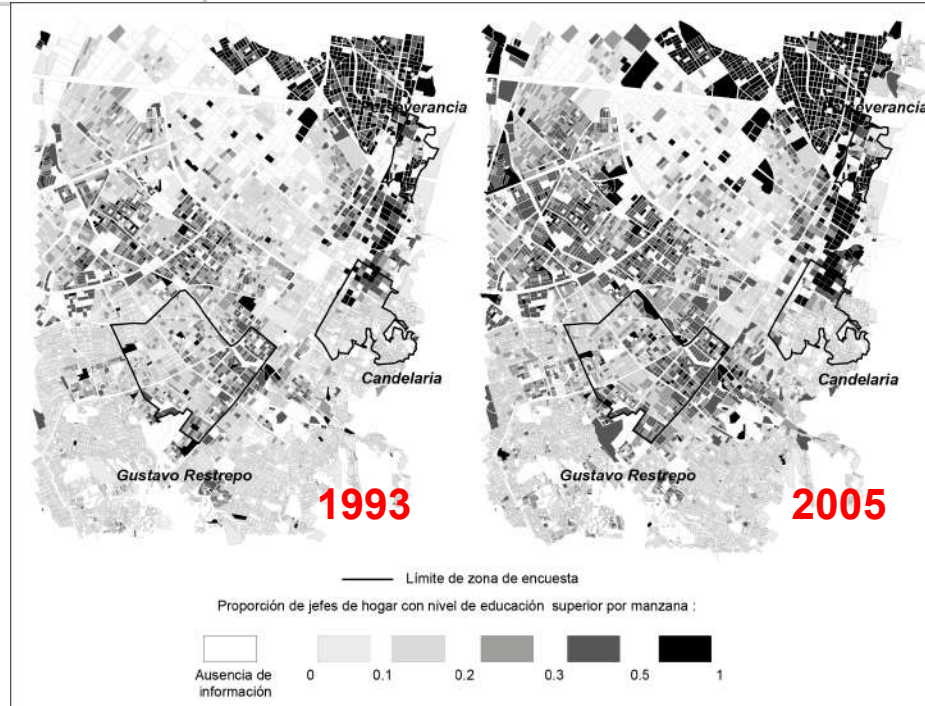 Perseverancia
Perseverancia
Candelaria
Candelaria
Gustavo Restrepo
Gustavo Restrepo
1993
2005
Límite de zona de encuesta
Proporción de jefes de hogar con nivel de educación superior por manzana :
Ausencia de
información
0 0.1 0.2 0.3 0.5 1